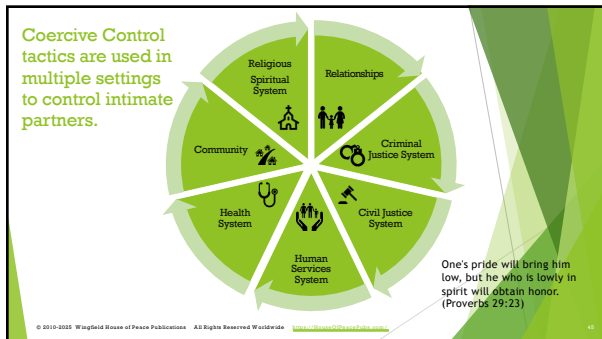 Coercive Control
tactics are used in
multiple settings
to control intimate
partners.
Religious
Spiritual
System
Relationships
Criminal
Justice System
Civil Justice
System
Human
Services
System
Health
System
Community
One's pride will bring him
low, but he who is lowly in
spirit will obtain honor.
(Proverbs 29:23)
© 2010-2025 Wingfield House of Peace Publications All Rights Reserved Worldwide https://HouseOfPeacePubs.com/